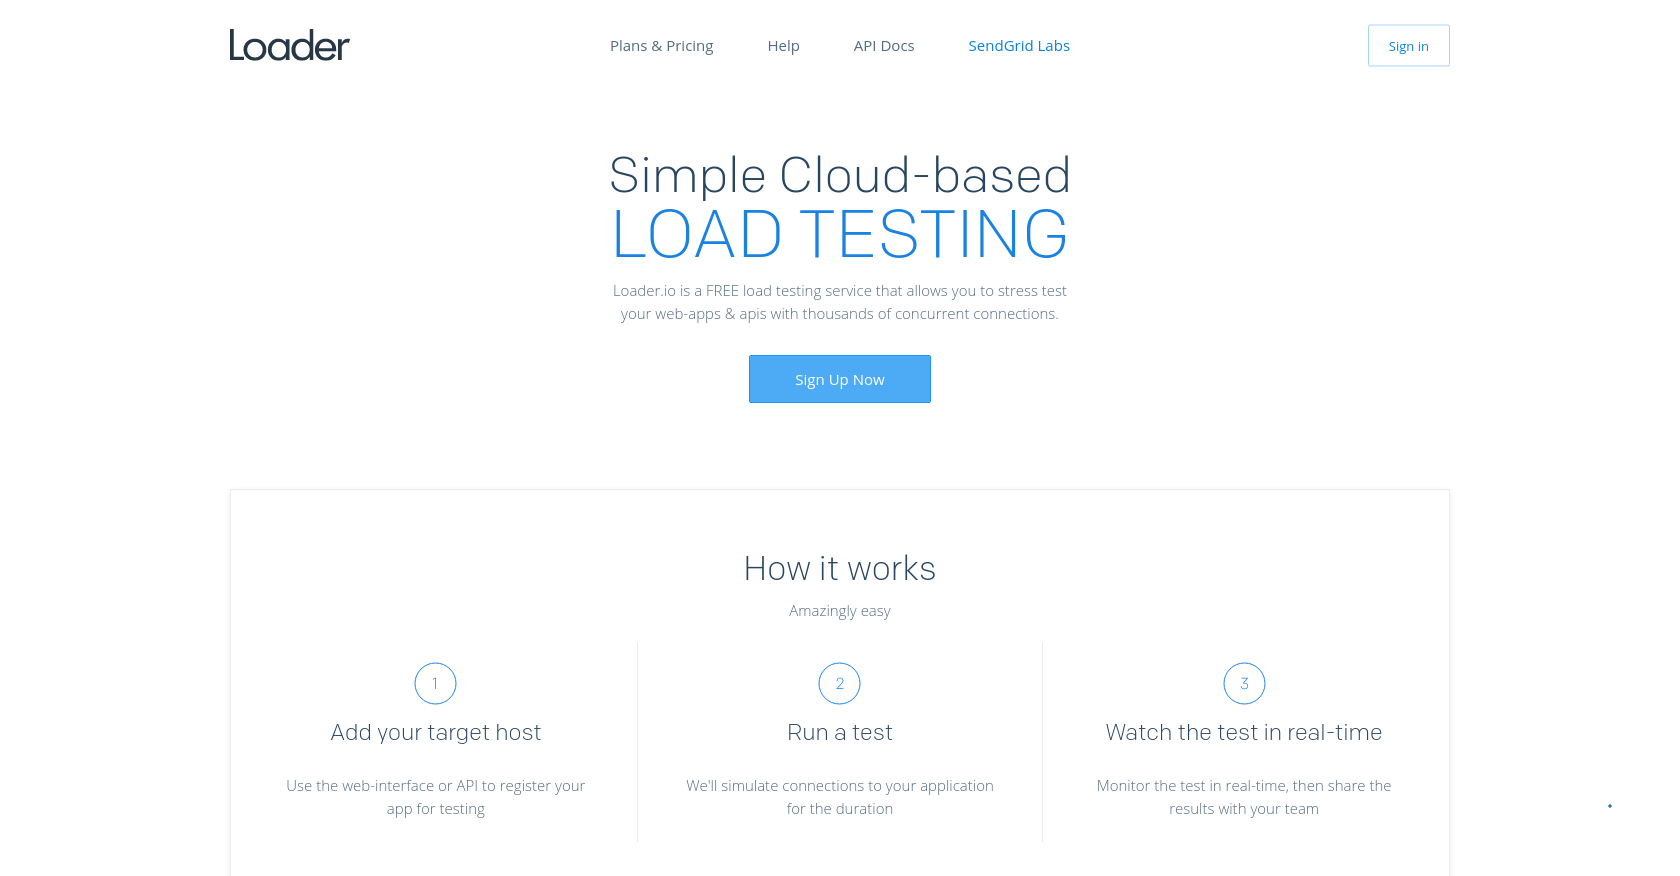 Loader
Plans & Pricing
Help
API Docs
SendGrid Labs
Sign in
Simple Cloud-based
LOAD TESTING
Loader.io is a FREE load testing service that allows you to stress test
your web-apps & apis with thousands of concurrent connections.
Sign Up Now
How it works
Amazingly easy
1
Add your target host
Use the web-interface or API to register your
app for testing
2
Run a test
We'll simulate connections to your application
for the duration
3
Watch the test in real-time
Monitor the test in real-time, then share the
results with your team